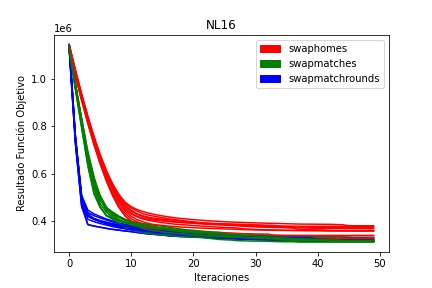 NL16
1e6
swaphomes
swapmatches
swapmatchrounds
1.0
0.8
0.6
0.4
Resultado Función Objetivo
0 10 20 30 40 50
Iteraciones